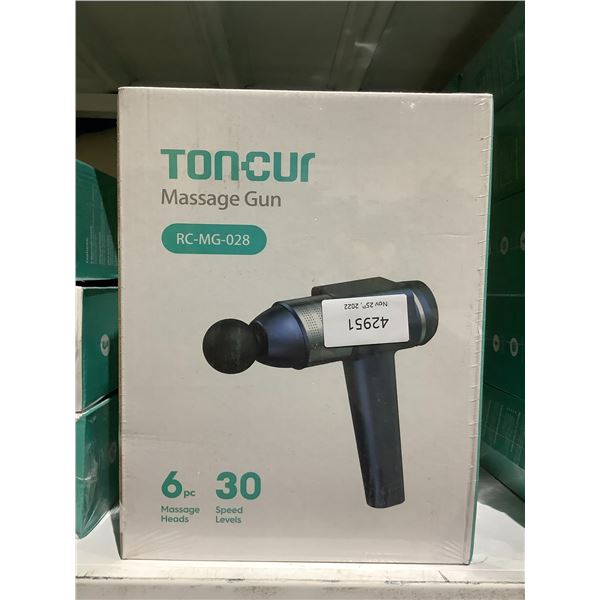 TONCUR
Massage Gun
RC-MG-028
42951
Nov 25th, 2022
6pc
Massage
Heads
30
Speed
Levels